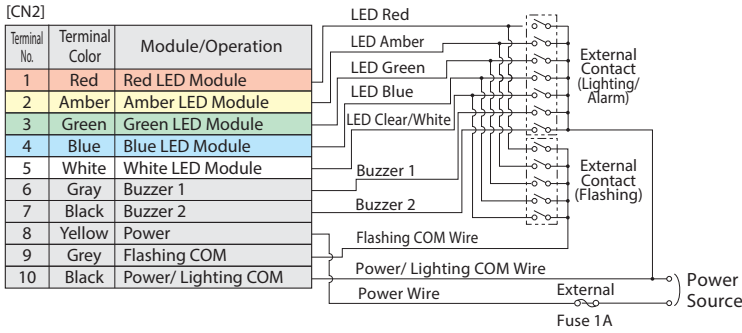 [CN2]
Terminal No. Terminal Color Module/Operation
1 Red Red LED Module
2 Amber Amber LED Module
3 Green Green LED Module
4 Blue Blue LED Module
5 White White LED Module
6 Gray Buzzer 1
7 Black Buzzer 2
8 Yellow Power
9 Grey Flashing COM
10 Black Power/ Lighting COM
LED Red
LED Amber
LED Green
LED Blue
LED Clear/White
Buzzer 1
Buzzer 2
Flashing COM Wire
Power/ Lighting COM Wire
Power Wire
External
Contact
(Lighting/
Alarm)
External
Contact
(Flashing)
External
Fuse 1A
Power
Source